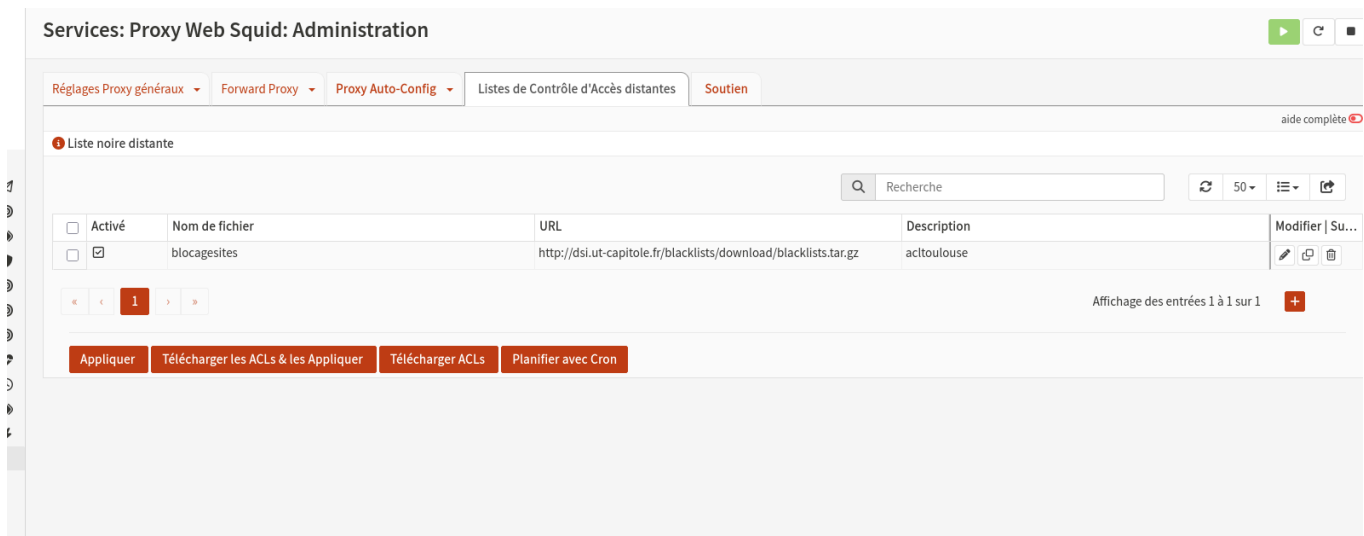 Services: Proxy Web Squid: Administration
Réglages Proxy généraux Forward Proxy Proxy Auto-Config Listes de Contrôle d'Accès distantes Soutien
aide complète
Liste noire distante
Recherche 50
Activé Nom de fichier URL Description Modifier | Su...
blocagesites http://dsi.ut-capitole.fr/blacklists/download/blacklists.tar.gz acltoulouse
« ‹ 1 › » Affichage des entrées 1 à 1 sur 1 +
Appliquer Télécharger les ACLs & les Appliquer Télécharger ACLs Planifier avec Cron